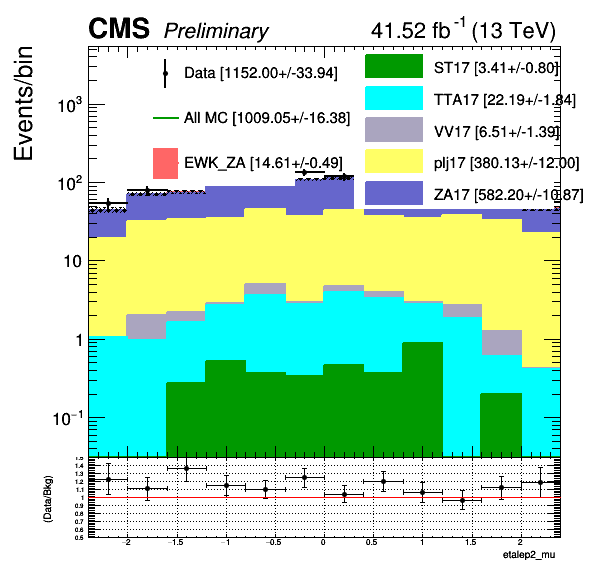 CMS Preliminary 41.52 fb⁻¹ (13 TeV)
Events/bin
Data [1152.00+/-33.94]
All MC [1009.05+/-16.38]
EWK_ZA [14.61+/-0.49]
ST17 [3.41+/-0.80]
TTA17 [22.19+/-1.84]
VV17 [6.51+/-1.39]
plj17 [380.13+/-12.00]
ZA17 [582.20+/-10.87]
10³
10²
10
1
10⁻¹
(Data/Bkg)
1.5
1.4
1.3
1.2
1.1
1
0.9
0.8
0.7
0.6
0.5
−2 −1.5 −1 −0.5 0 0.5 1 1.5 2
etalep2_mu